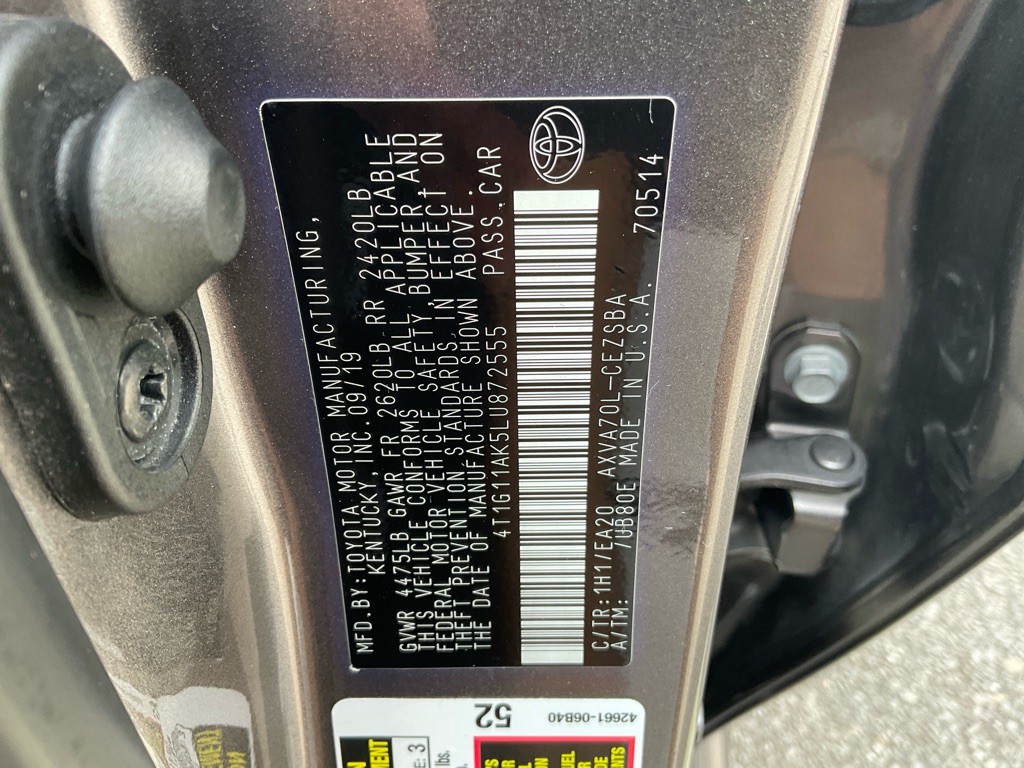 MFD.BY:TOYOTA MOTOR MANUFACTURING,
KENTUCKY, INC. 09/19
GVWR 4475LB GAWR FR 2620LB RR 2420LB
THIS VEHICLE CONFORMS TO ALL APPLICABLE
FEDERAL MOTOR VEHICLE SAFETY, BUMPER, AND
THEFT PREVENTION STANDARDS IN EFFECT ON
THE DATE OF MANUFACTURE SHOWN ABOVE.
4T1G11AK5LU872555 PASS.CAR
C/TR:1H1/EA20 AXVA70L-CEZSBA
A/TM: /UB80E MADE IN U.S.A. 70514
52
42661-06B40
E: 3
lbs.